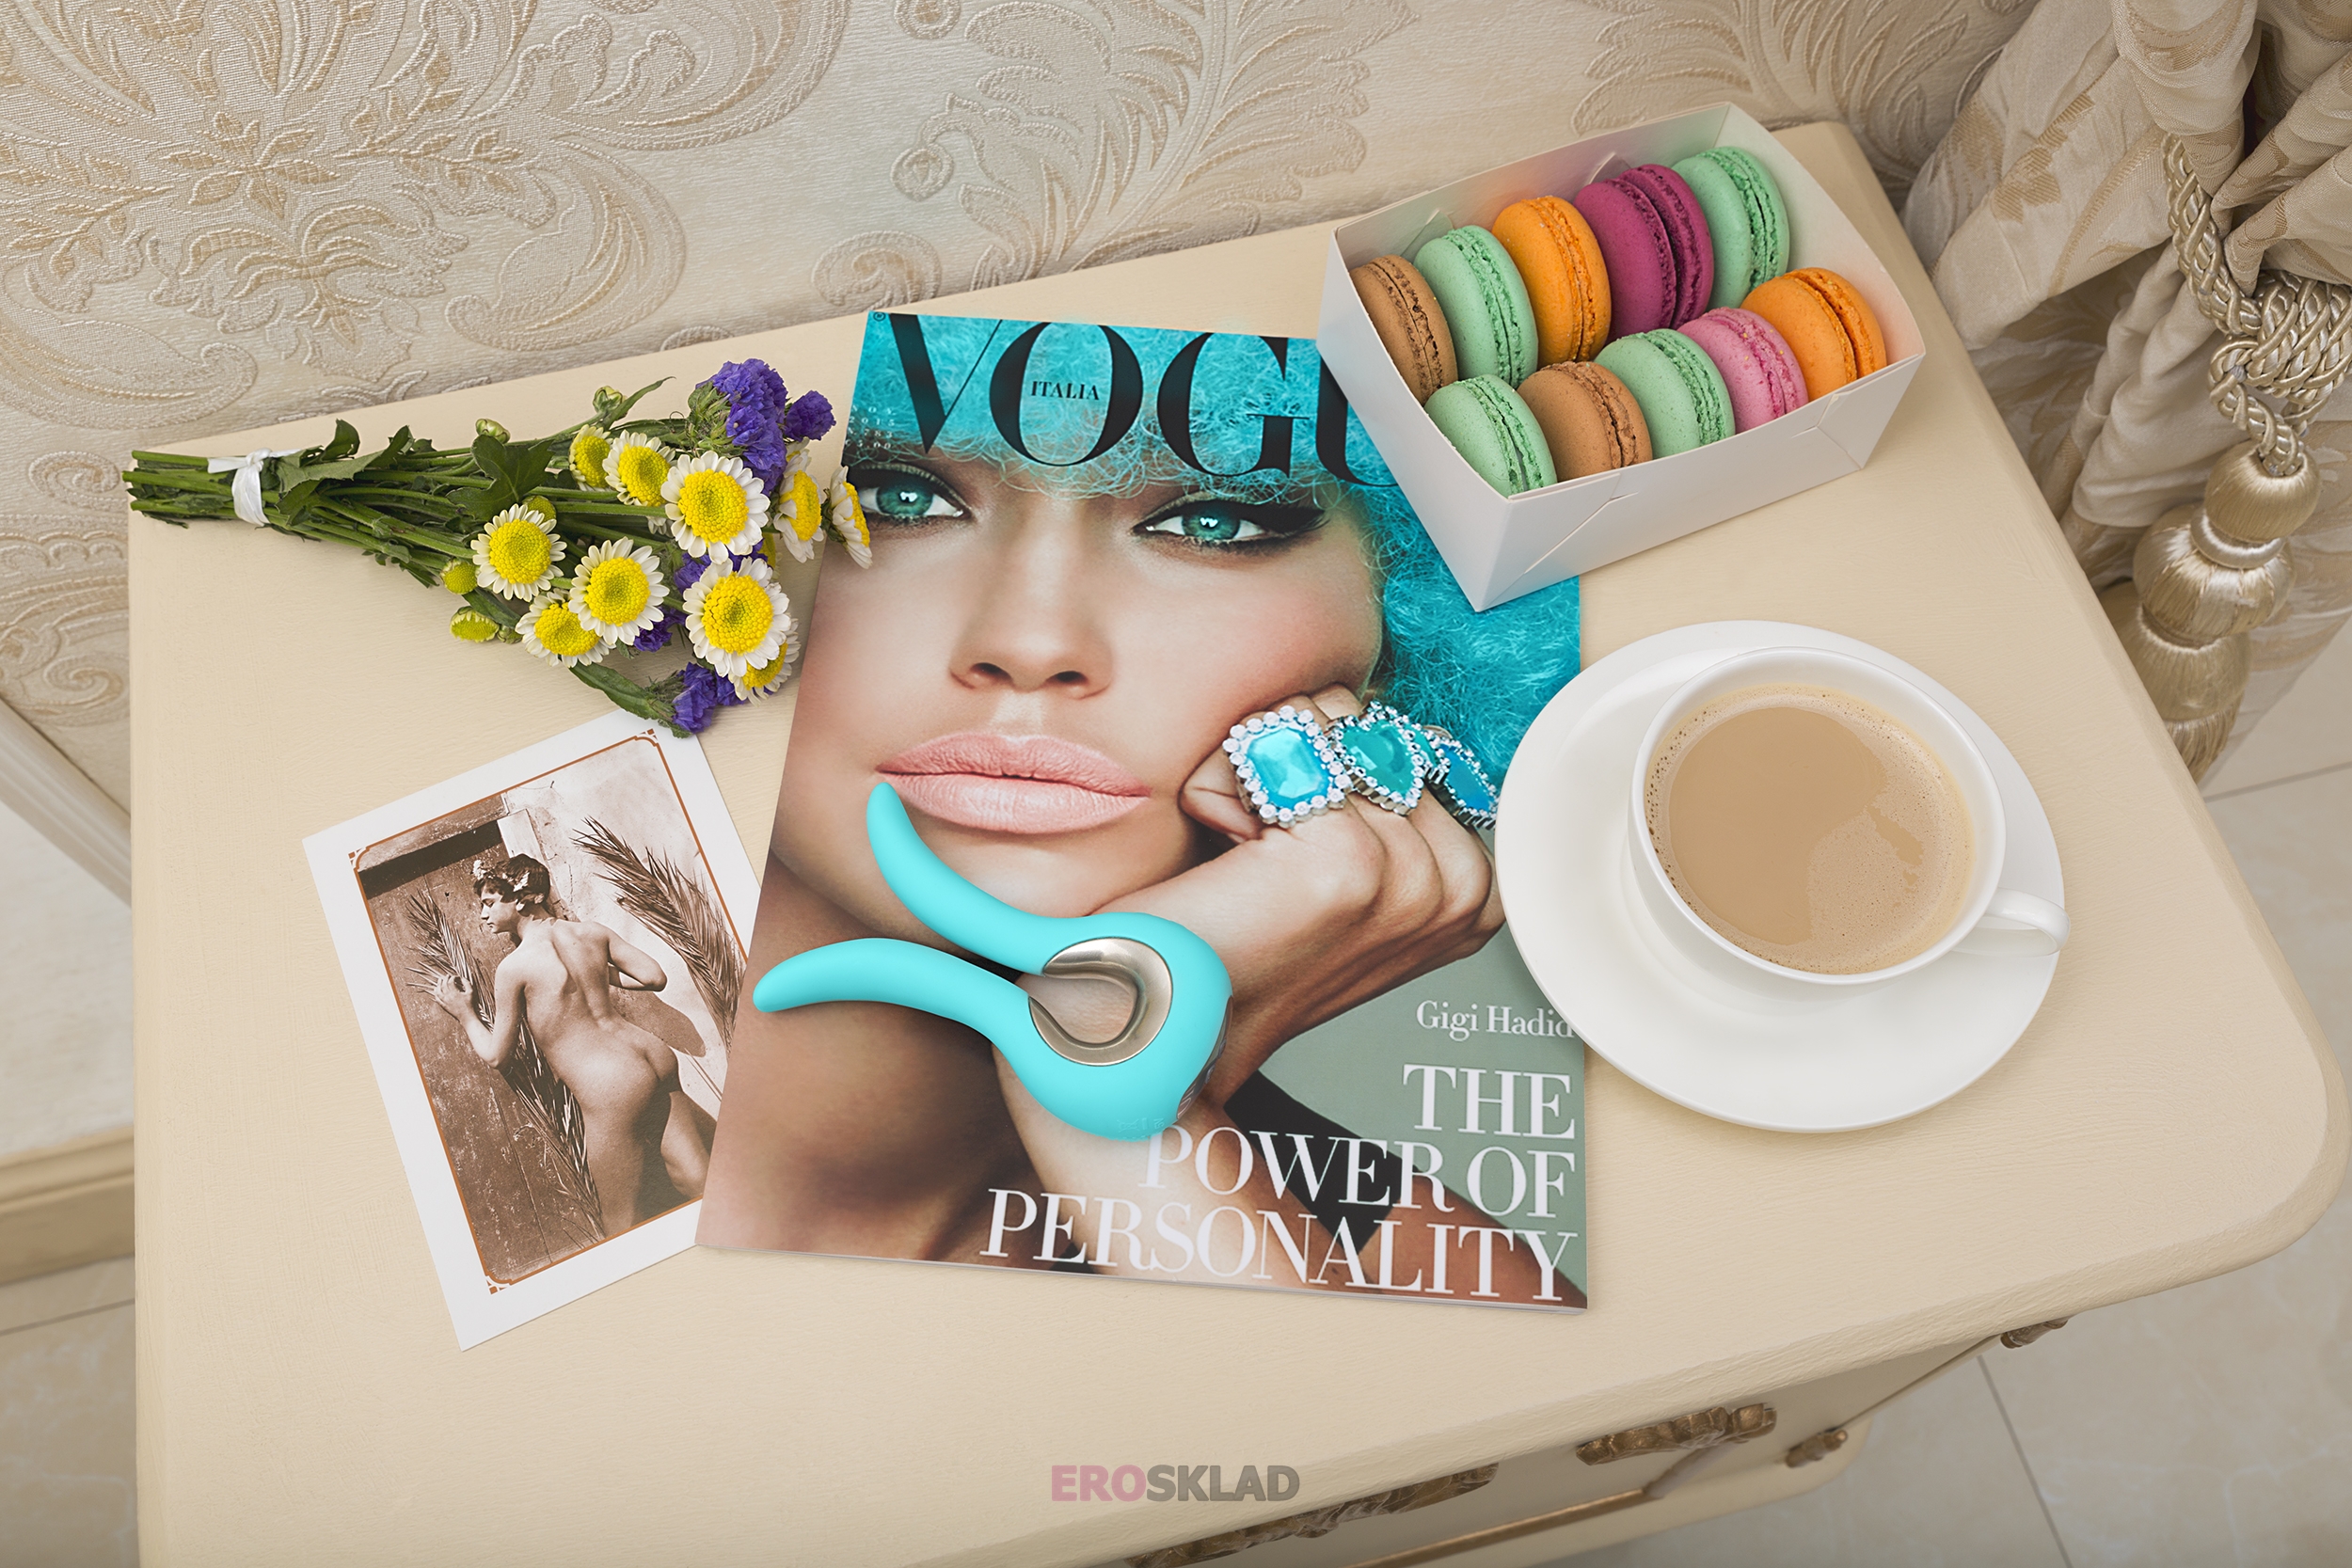 VOGU
ITALIA
Gigi Hadid
THE
POWER OF
PERSONALITY
EROSKLAD